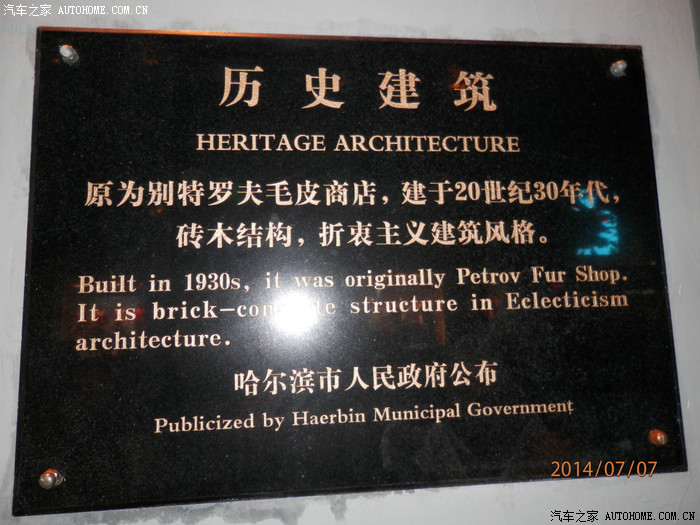 汽车之家 AUTOHOME.COM.CN
历史建筑
HERITAGE ARCHITECTURE
原为别特罗夫毛皮商店，建于20世纪30年代，
砖木结构，折衷主义建筑风格。
Built in 1930s, it was originally Petrov Fur Shop.
It is structure in Eclecticism
architecture.
哈尔滨市人民政府公布
Publicized by Haerbin Municipal Government
2014/07/07
汽车之家 AUTOHOME.COM.CN